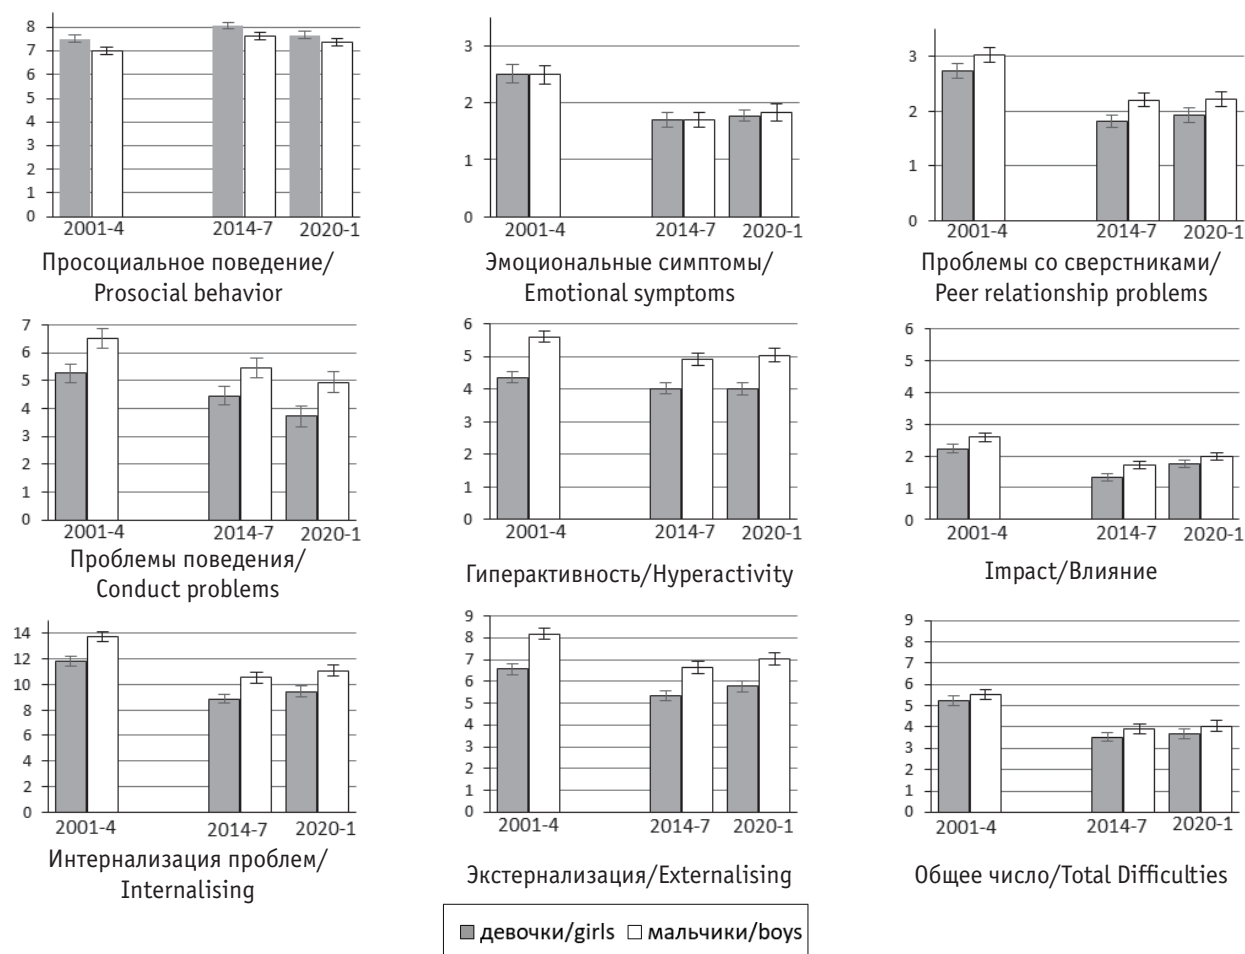 8
7
6
5
4
3
2
1
0
2001-4 2014-7 2020-1
Просоциальное поведение/
Prosocial behavior
3
2
1
0
2001-4 2014-7 2020-1
Эмоциональные симптомы/
Emotional symptoms
3
2
1
0
2001-4 2014-7 2020-1
Проблемы со сверстниками/
Peer relationship problems
7
6
5
4
3
2
1
0
2001-4 2014-7 2020-1
Проблемы поведения/
Conduct problems
6
5
4
3
2
1
0
2001-4 2014-7 2020-1
Гиперактивность/Hyperactivity
6
5
4
3
2
1
0
2001-4 2014-7 2020-1
Impact/Влияние
14
12
10
8
6
4
2
0
2001-4 2014-7 2020-1
Интернализация проблем/
Internalising
9
8
7
6
5
4
3
2
1
0
2001-4 2014-7 2020-1
Экстернализация/Externalising
9
8
7
6
5
4
3
2
1
0
2001-4 2014-7 2020-1
Общее число/Total Difficulties
девочки/girls мальчики/boys